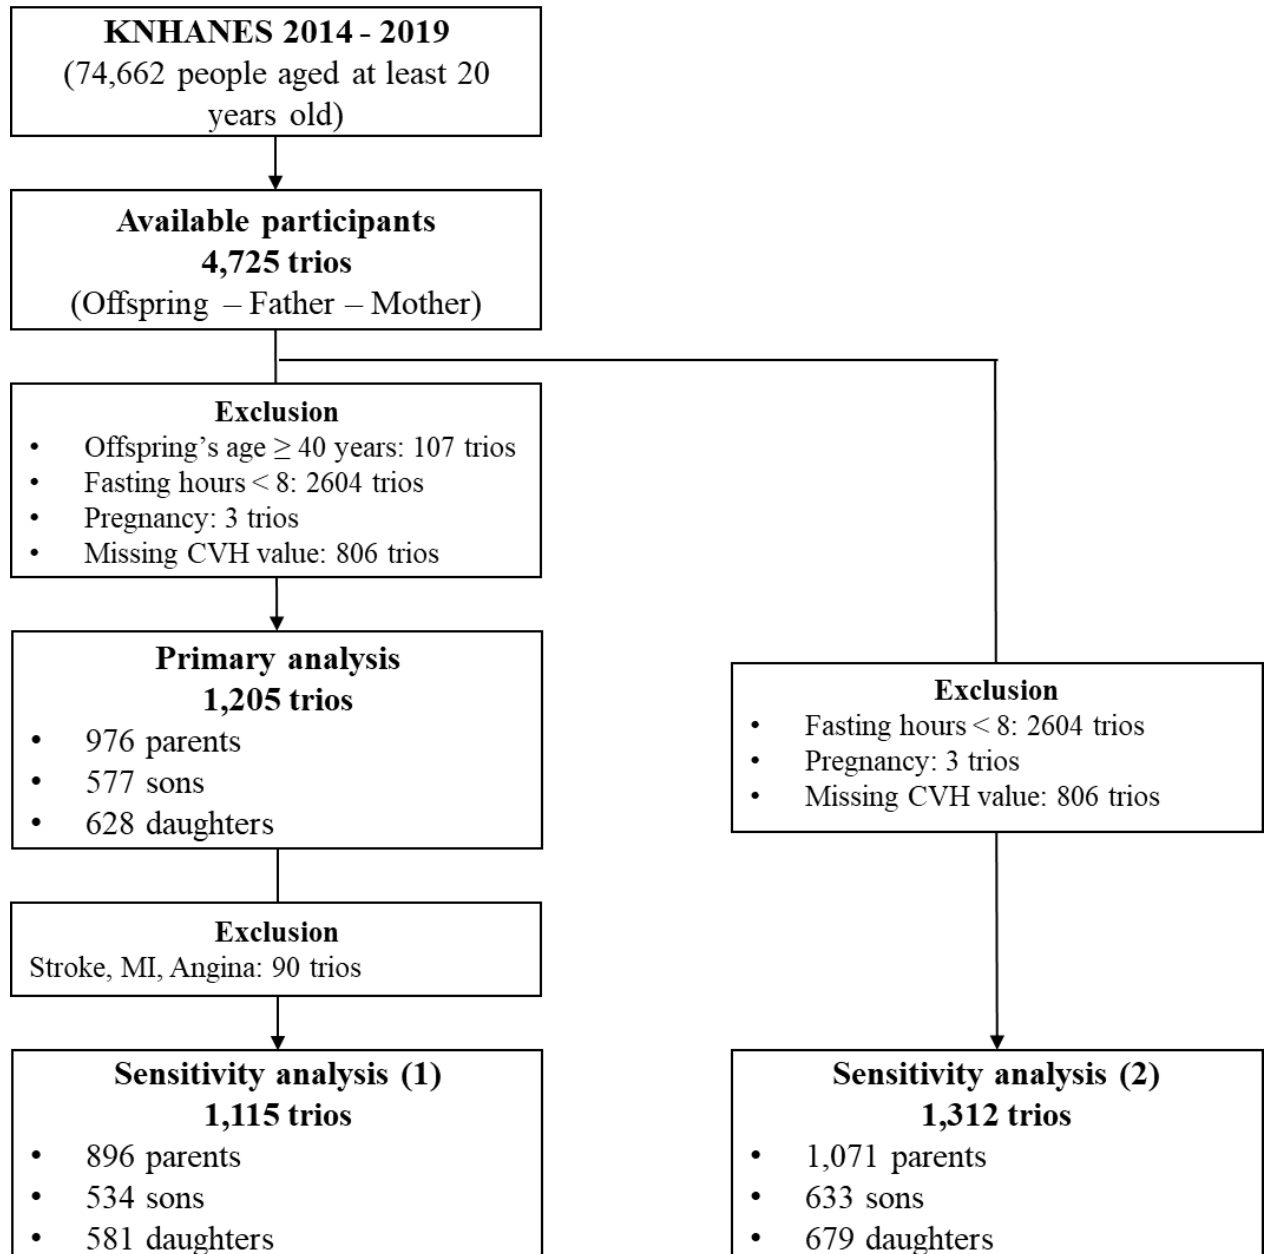 KNHANES 2014 - 2019
(74,662 people aged at least 20
years old)
Available participants
4,725 trios
(Offspring – Father – Mother)
Exclusion
• Offspring’s age ≥ 40 years: 107 trios
• Fasting hours < 8: 2604 trios
• Pregnancy: 3 trios
• Missing CVH value: 806 trios
Primary analysis
1,205 trios
• 976 parents
• 577 sons
• 628 daughters
Exclusion
• Fasting hours < 8: 2604 trios
• Pregnancy: 3 trios
• Missing CVH value: 806 trios
Exclusion
Stroke, MI, Angina: 90 trios
Sensitivity analysis (1)
1,115 trios
• 896 parents
• 534 sons
• 581 daughters
Sensitivity analysis (2)
1,312 trios
• 1,071 parents
• 633 sons
• 679 daughters